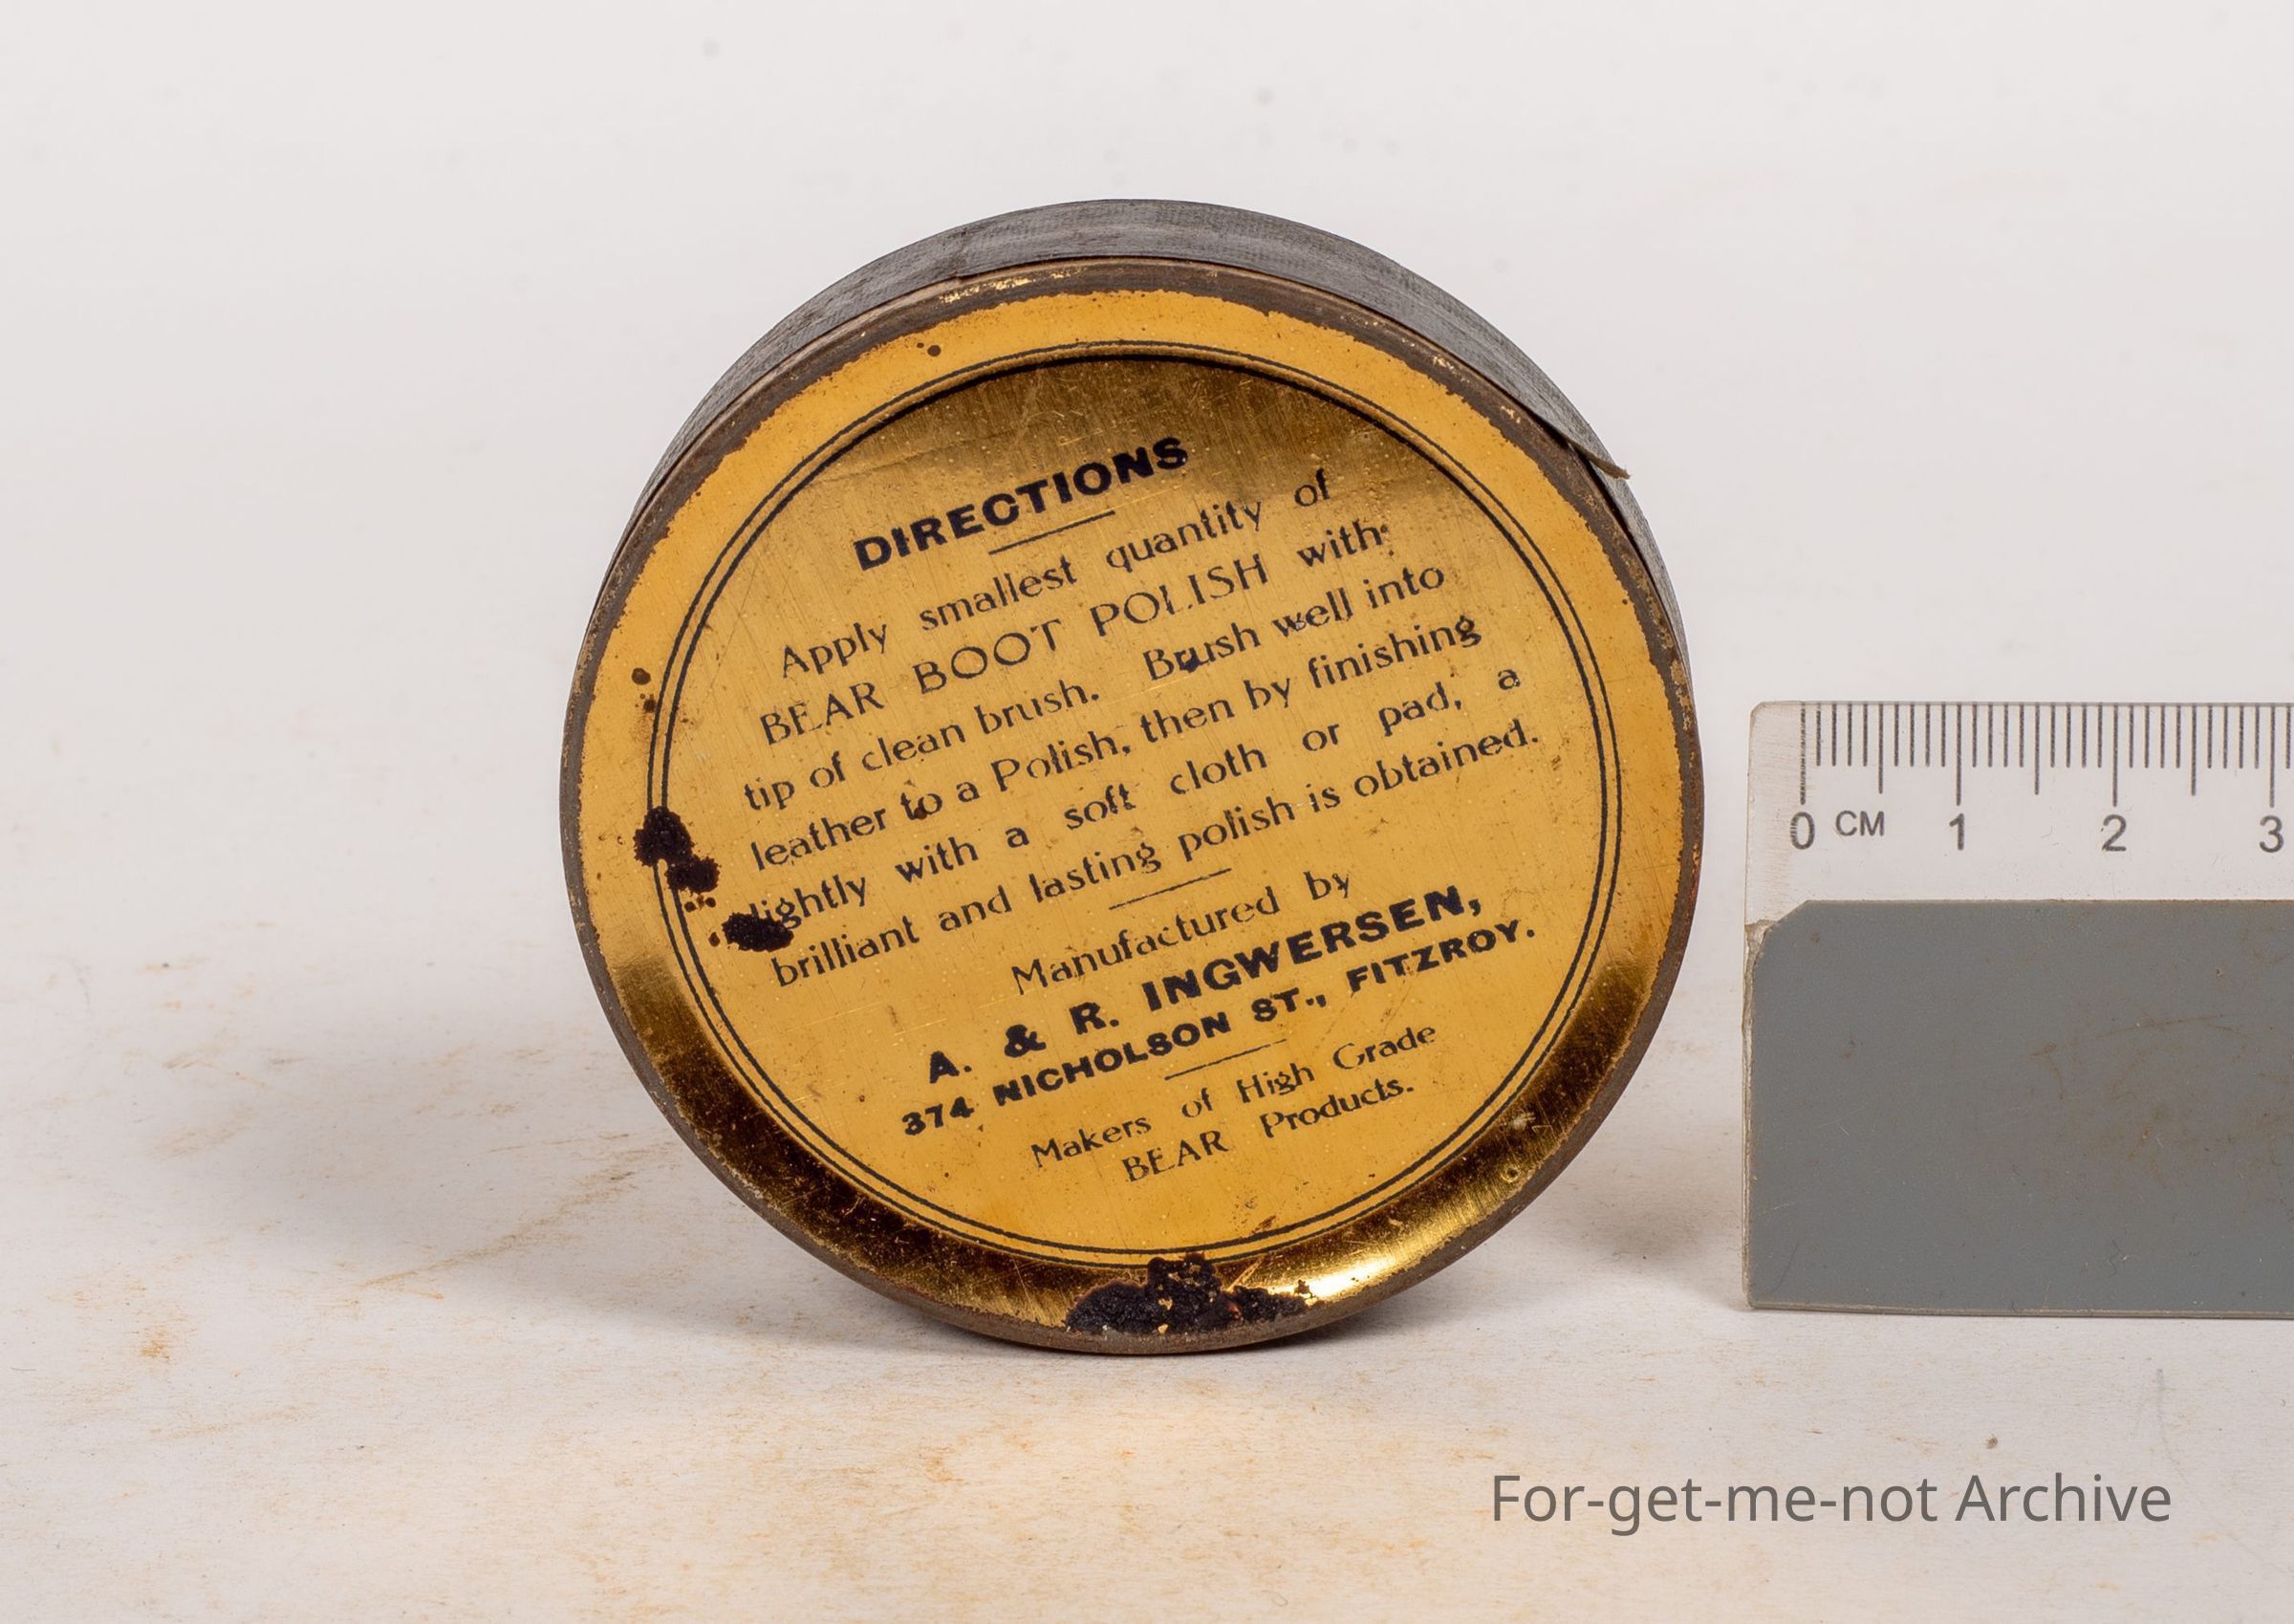 DIRECTIONS
Apply smallest quantity of
BEAR BOOT POLISH with
tip of clean brush. Brush well into
leather to a Polish, then by finishing
lightly with a soft cloth or pad, a
brilliant and lasting polish is obtained.
Manufactured by
A. & R. INGWERSEN,
374 NICHOLSON ST., FITZROY.
Makers of High Grade
BEAR Products.
0 CM 1 2 3
For-get-me-not Archive